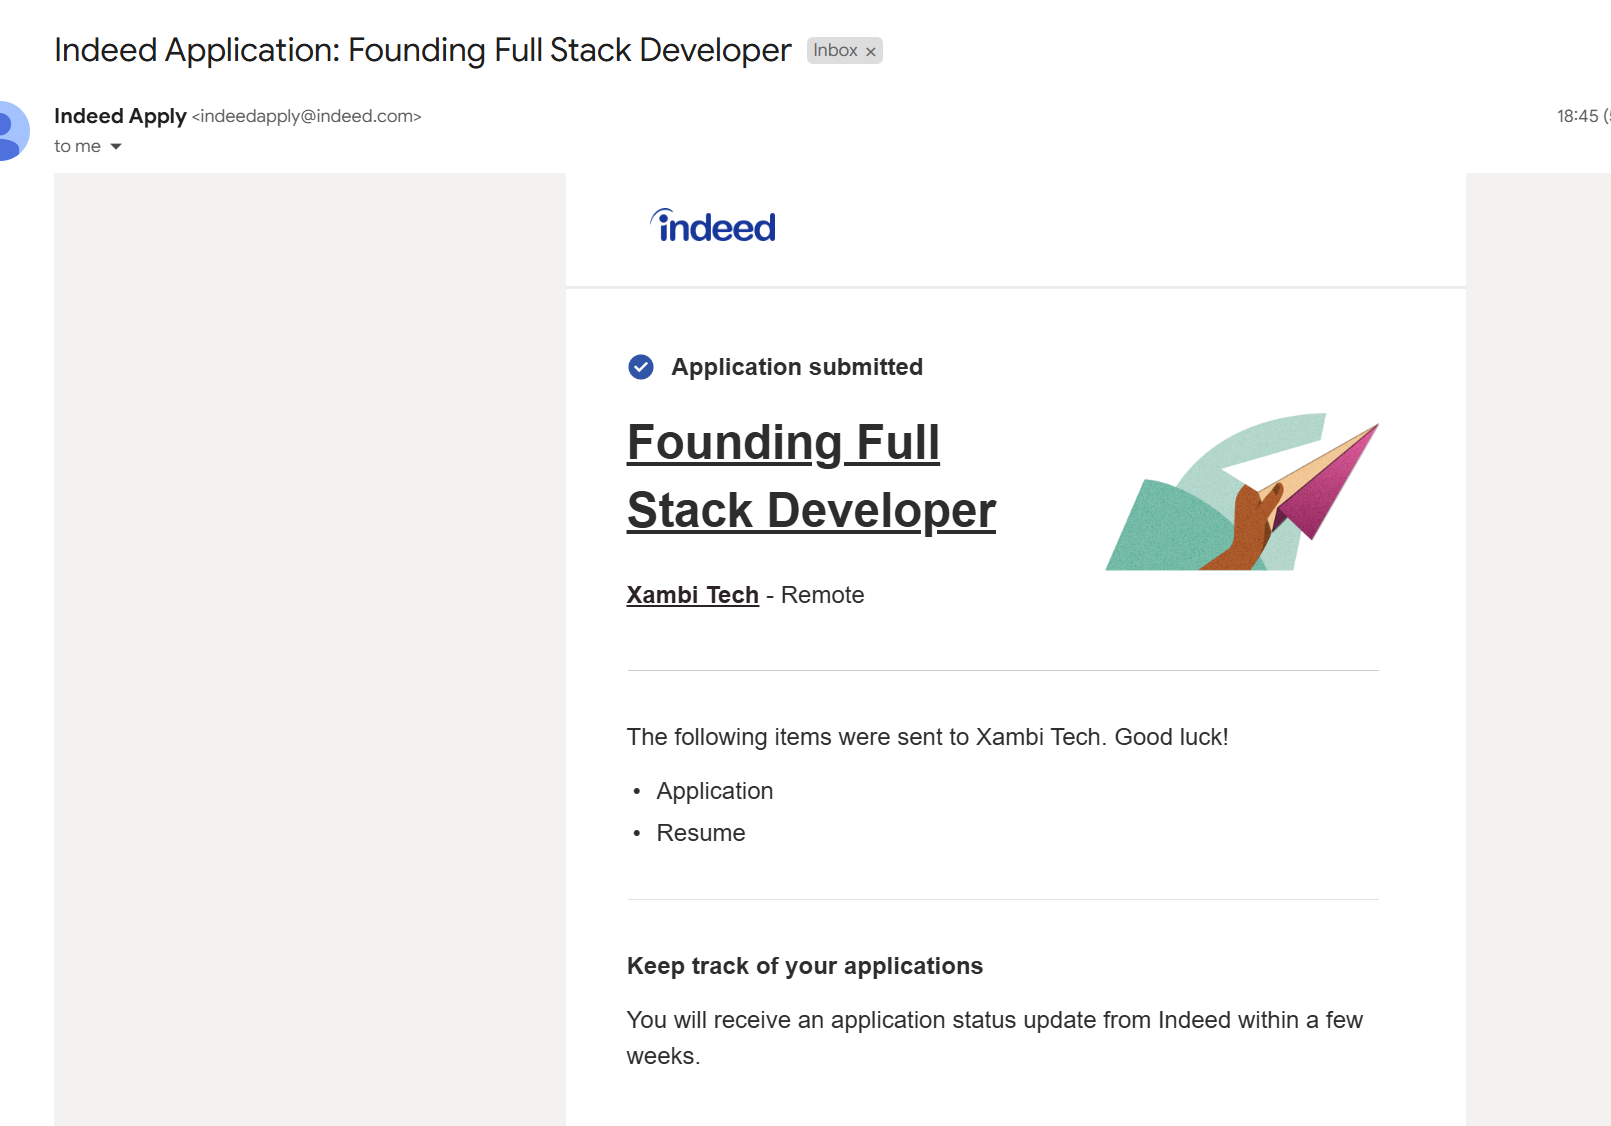 Indeed Application: Founding Full Stack Developer Inbox ×
Indeed Apply <indeedapply@indeed.com> 18:45
to me
indeed
Application submitted
Founding Full
Stack Developer
Xambi Tech - Remote
The following items were sent to Xambi Tech. Good luck!
• Application
• Resume
Keep track of your applications
You will receive an application status update from Indeed within a few
weeks.